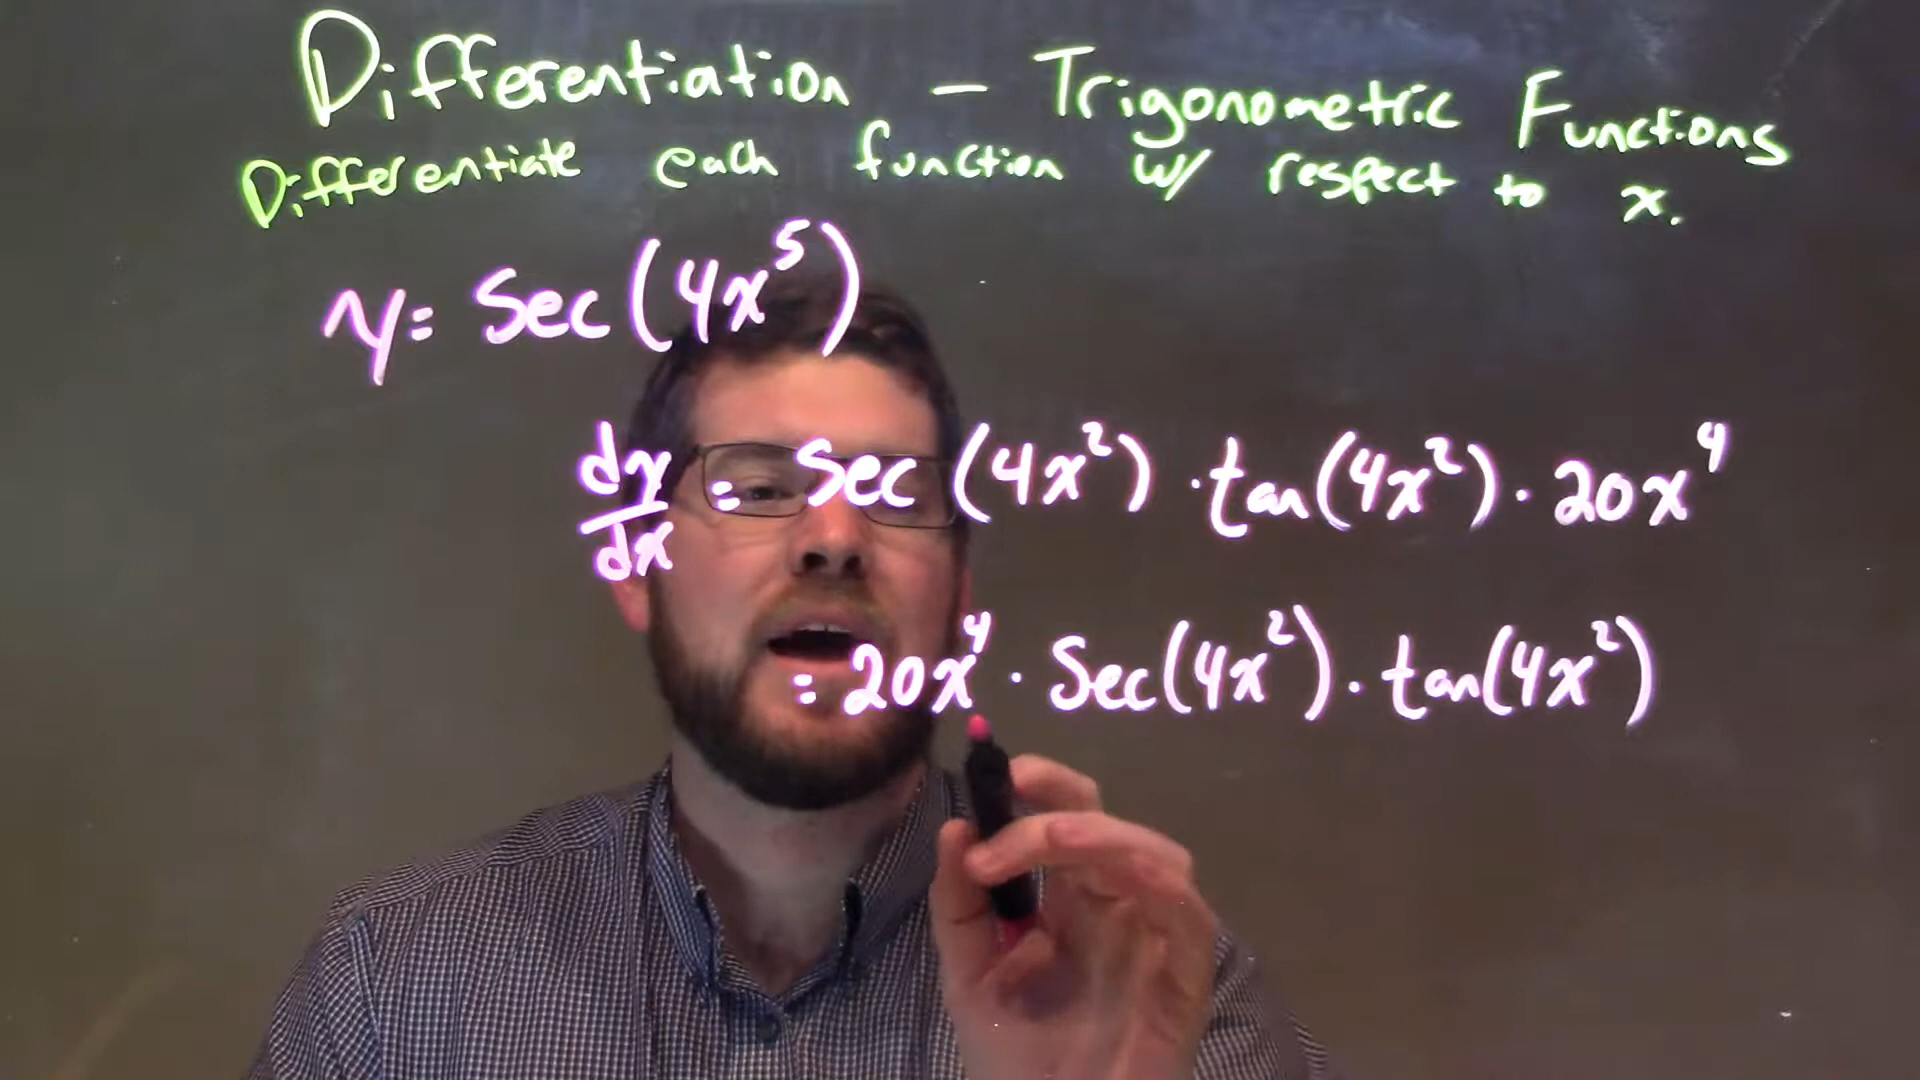 Differentiation - Trigonometric Functions
Differentiate each function w/ respect to x.
y = Sec(4x⁵)
dy/dx = Sec(4x²) · tan(4x²) · 20x⁴
= 20x⁴ · Sec(4x²) · tan(4x²)